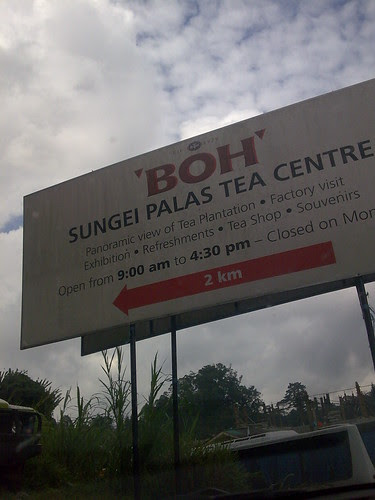 'BOH'
SUNGEI PALAS TEA CENTRE
Panoramic view of Tea Plantation • Factory visit
Exhibition • Refreshments • Tea Shop • Souvenirs
Open from 9:00 am to 4:30 pm – Closed on Mon
2 km